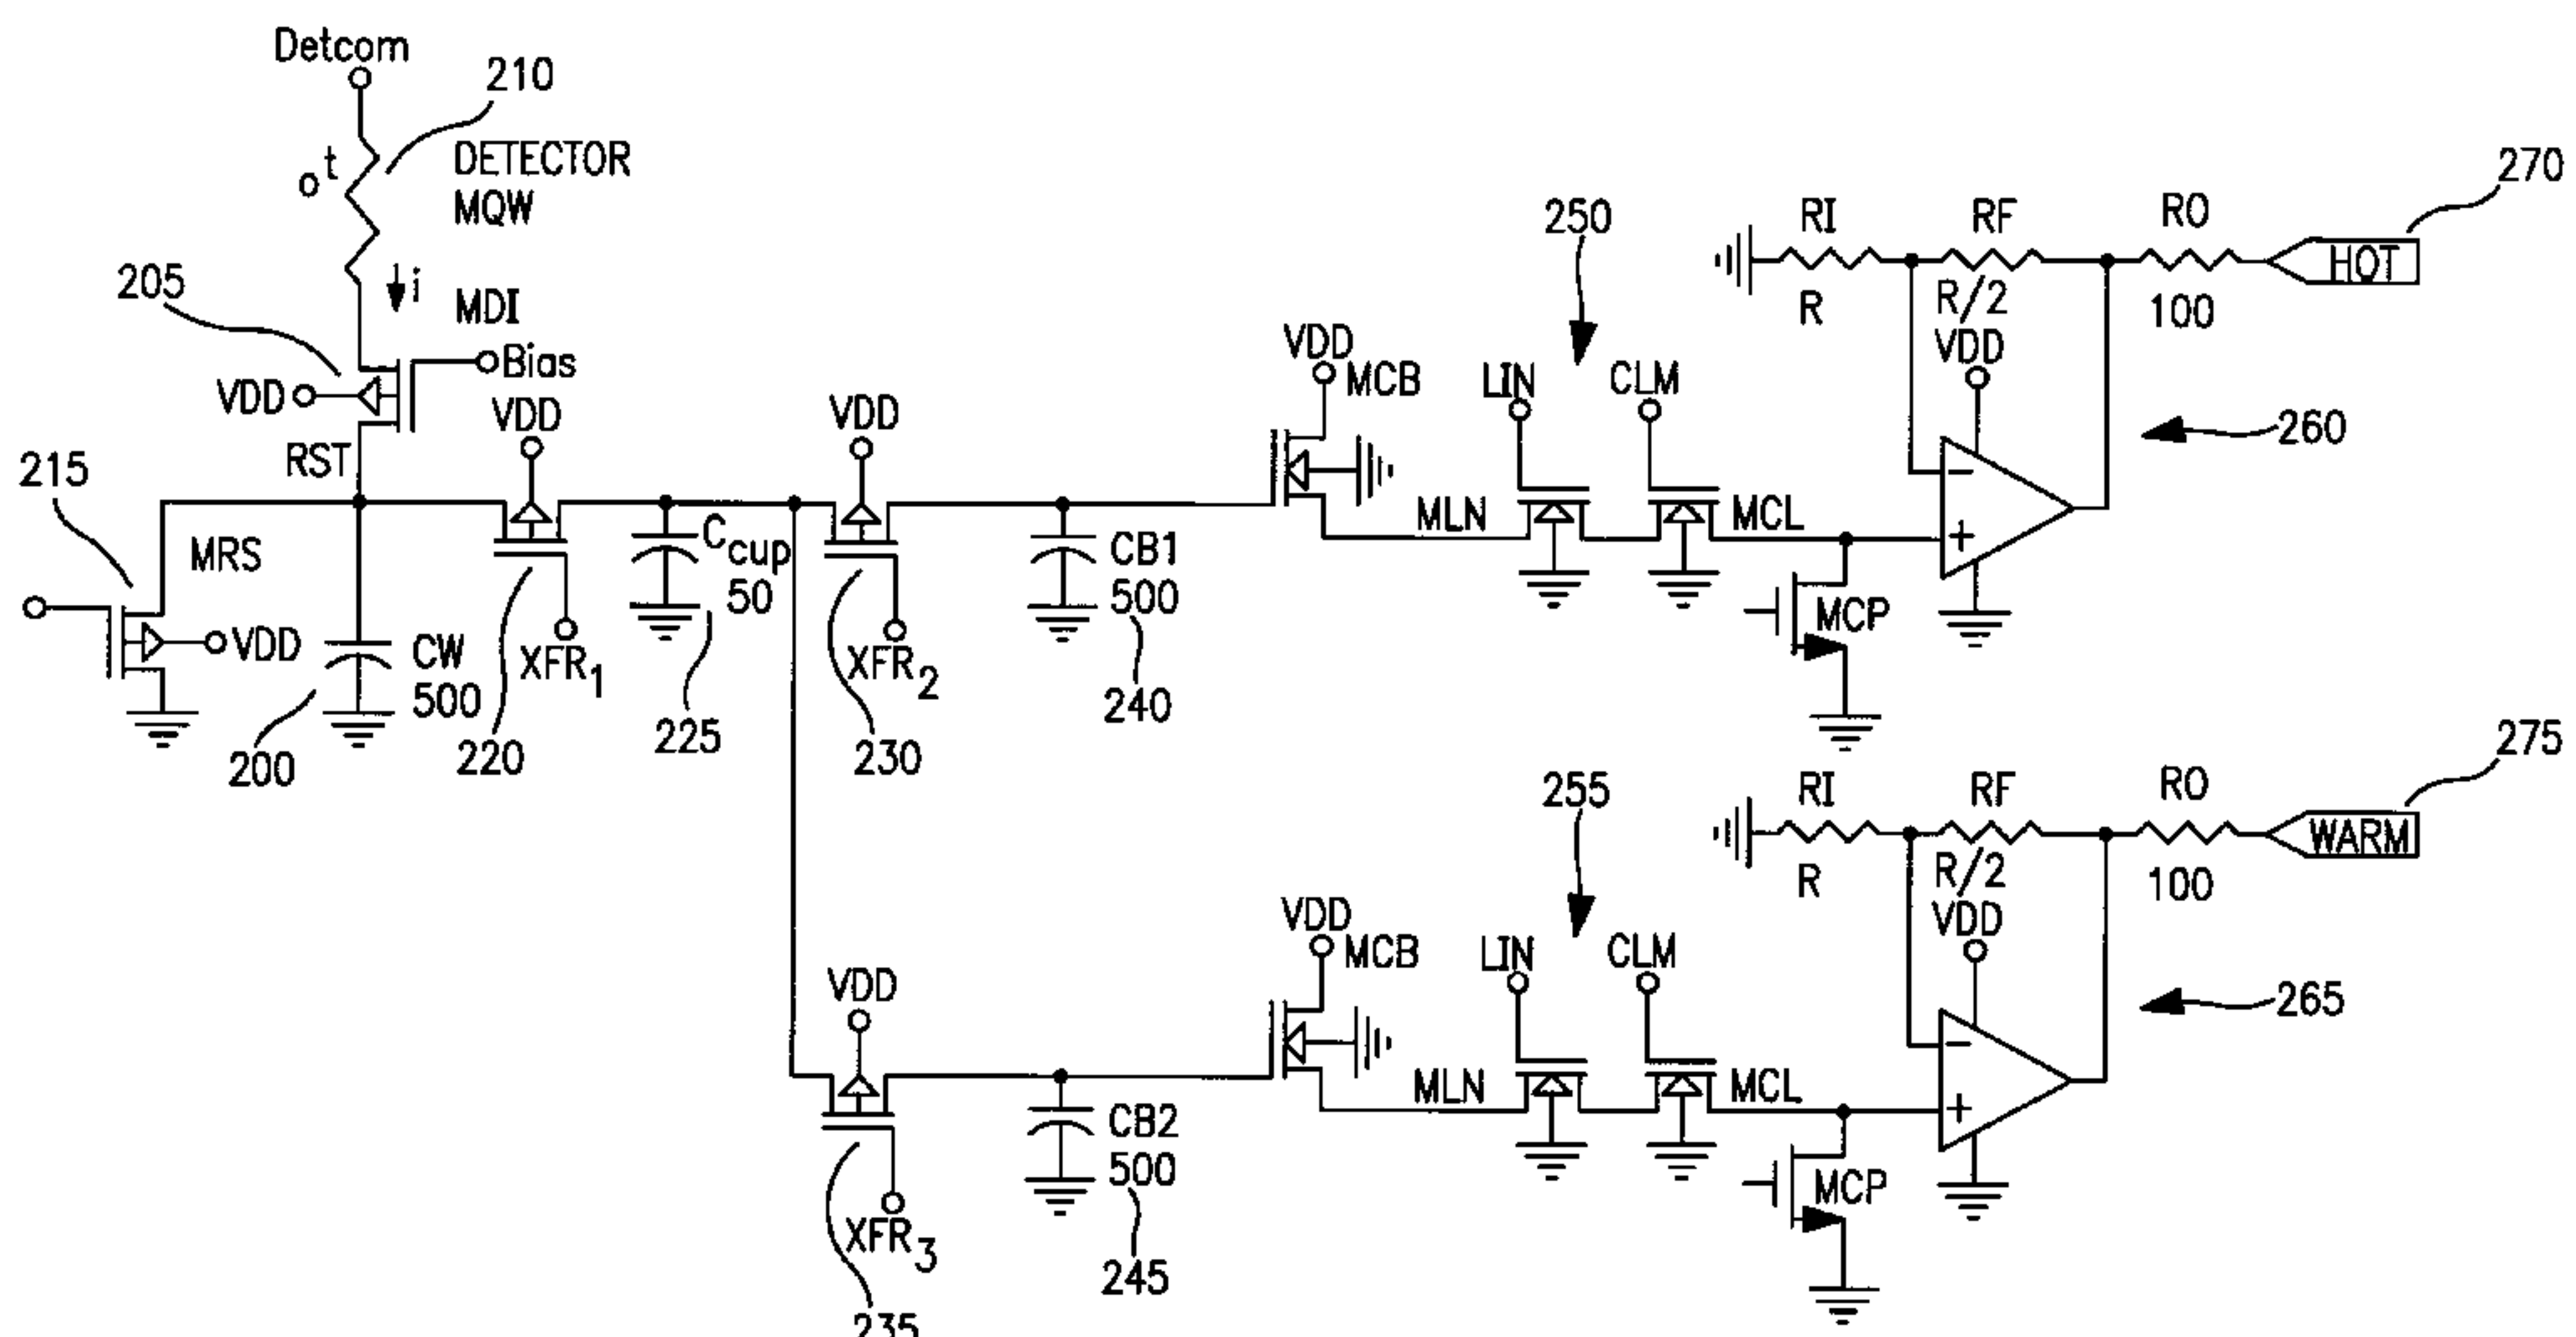 Detcom
210
o t
DETECTOR
MQW
i
205
MDI
Bias
VDD
RST
215
MRS
VDD
CW
500
200
VDD
220
XFR1
Ccup
50
225
VDD
XFR2
230
CB1
500
240
VDD
MCB
250
LIN
CLM
MLN
MCL
MCP
RI
R
RF
R/2
VDD
RO
100
270
HOT
260
−
+
VDD
XFR3
235
CB2
500
245
VDD
MCB
255
LIN
CLM
MLN
MCL
MCP
RI
R
RF
R/2
VDD
RO
100
275
WARM
265
−
+